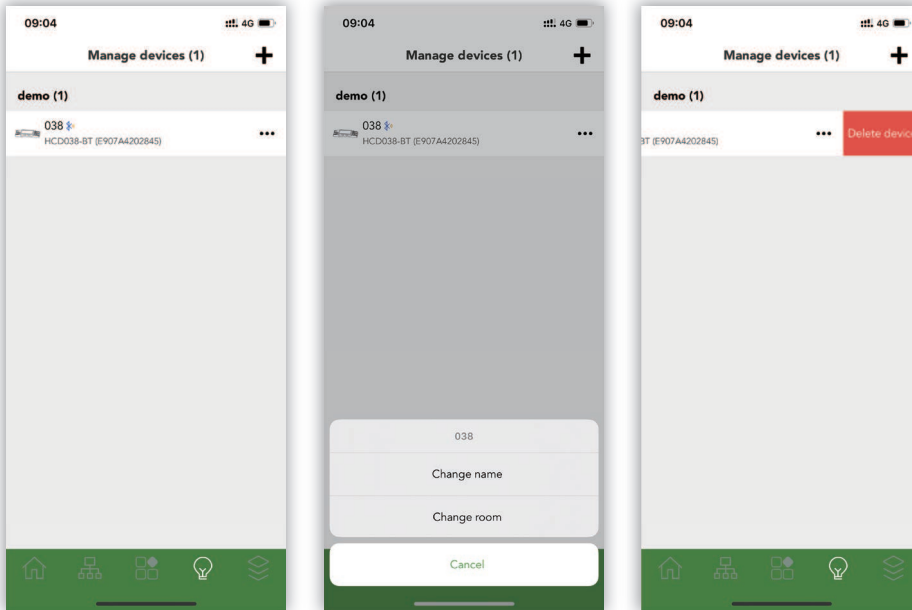 09:04
4G
Manage devices (1)
+
demo (1)
038
HCD038-BT (E907A4202845)
09:04
4G
Manage devices (1)
+
demo (1)
038
HCD038-BT (E907A4202845)
038
Change name
Change room
Cancel
09:04
4G
Manage devices (1)
+
demo (1)
BT (E907A4202845)
Delete device